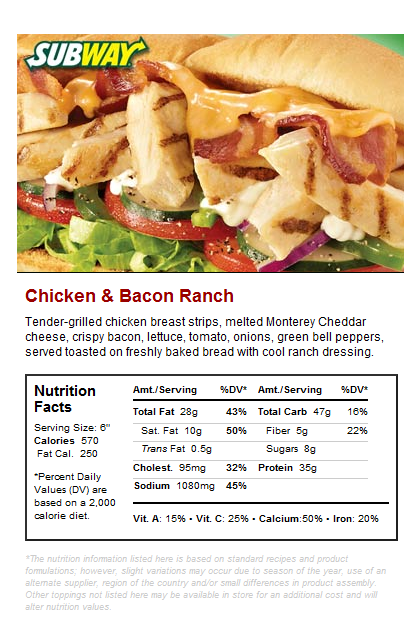 SUBWAY
Chicken & Bacon Ranch
Tender-grilled chicken breast strips, melted Monterey Cheddar
cheese, crispy bacon, lettuce, tomato, onions, green bell peppers,
served toasted on freshly baked bread with cool ranch dressing.
Nutrition
Facts
Serving Size: 6"
Calories 570
Fat Cal. 250
*Percent Daily
Values (DV) are
based on a 2,000
calorie diet.
Amt./Serving %DV* Amt./Serving %DV*
Total Fat 28g 43% Total Carb 47g 16%
Sat. Fat 10g 50% Fiber 5g 22%
Trans Fat 0.5g Sugars 8g
Cholest. 95mg 32% Protein 35g
Sodium 1080mg 45%
Vit. A: 15% • Vit. C: 25% • Calcium:50% • Iron: 20%
*The nutrition information listed here is based on standard recipes and product
formulations; however, slight variations may occur due to season of the year, use of an
alternate supplier, region of the country and/or small differences in product assembly.
Other toppings not listed here may be available in store for an additional cost and will
alter nutrition values.